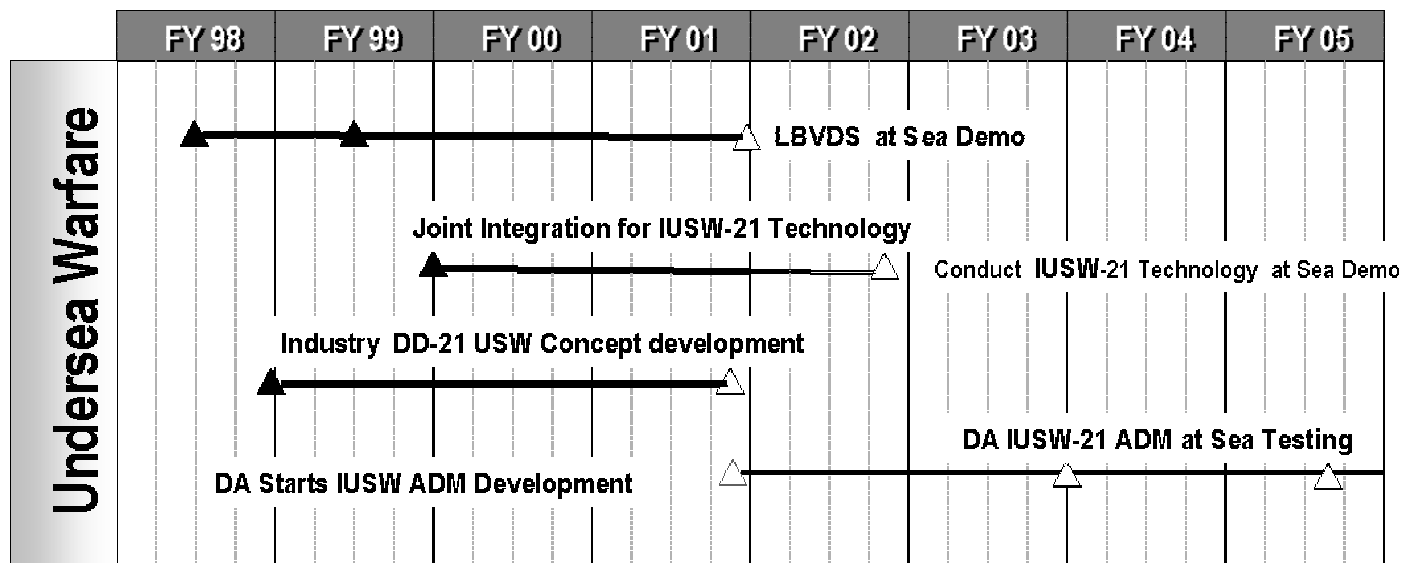 FY 98 FY 99 FY 00 FY 01 FY 02 FY 03 FY 04 FY 05
Undersea Warfare
LBVDS at Sea Demo
Joint Integration for IUSW-21 Technology
Conduct IUSW-21 Technology at Sea Demo
Industry DD-21 USW Concept development
DA IUSW-21 ADM at Sea Testing
DA Starts IUSW ADM Development